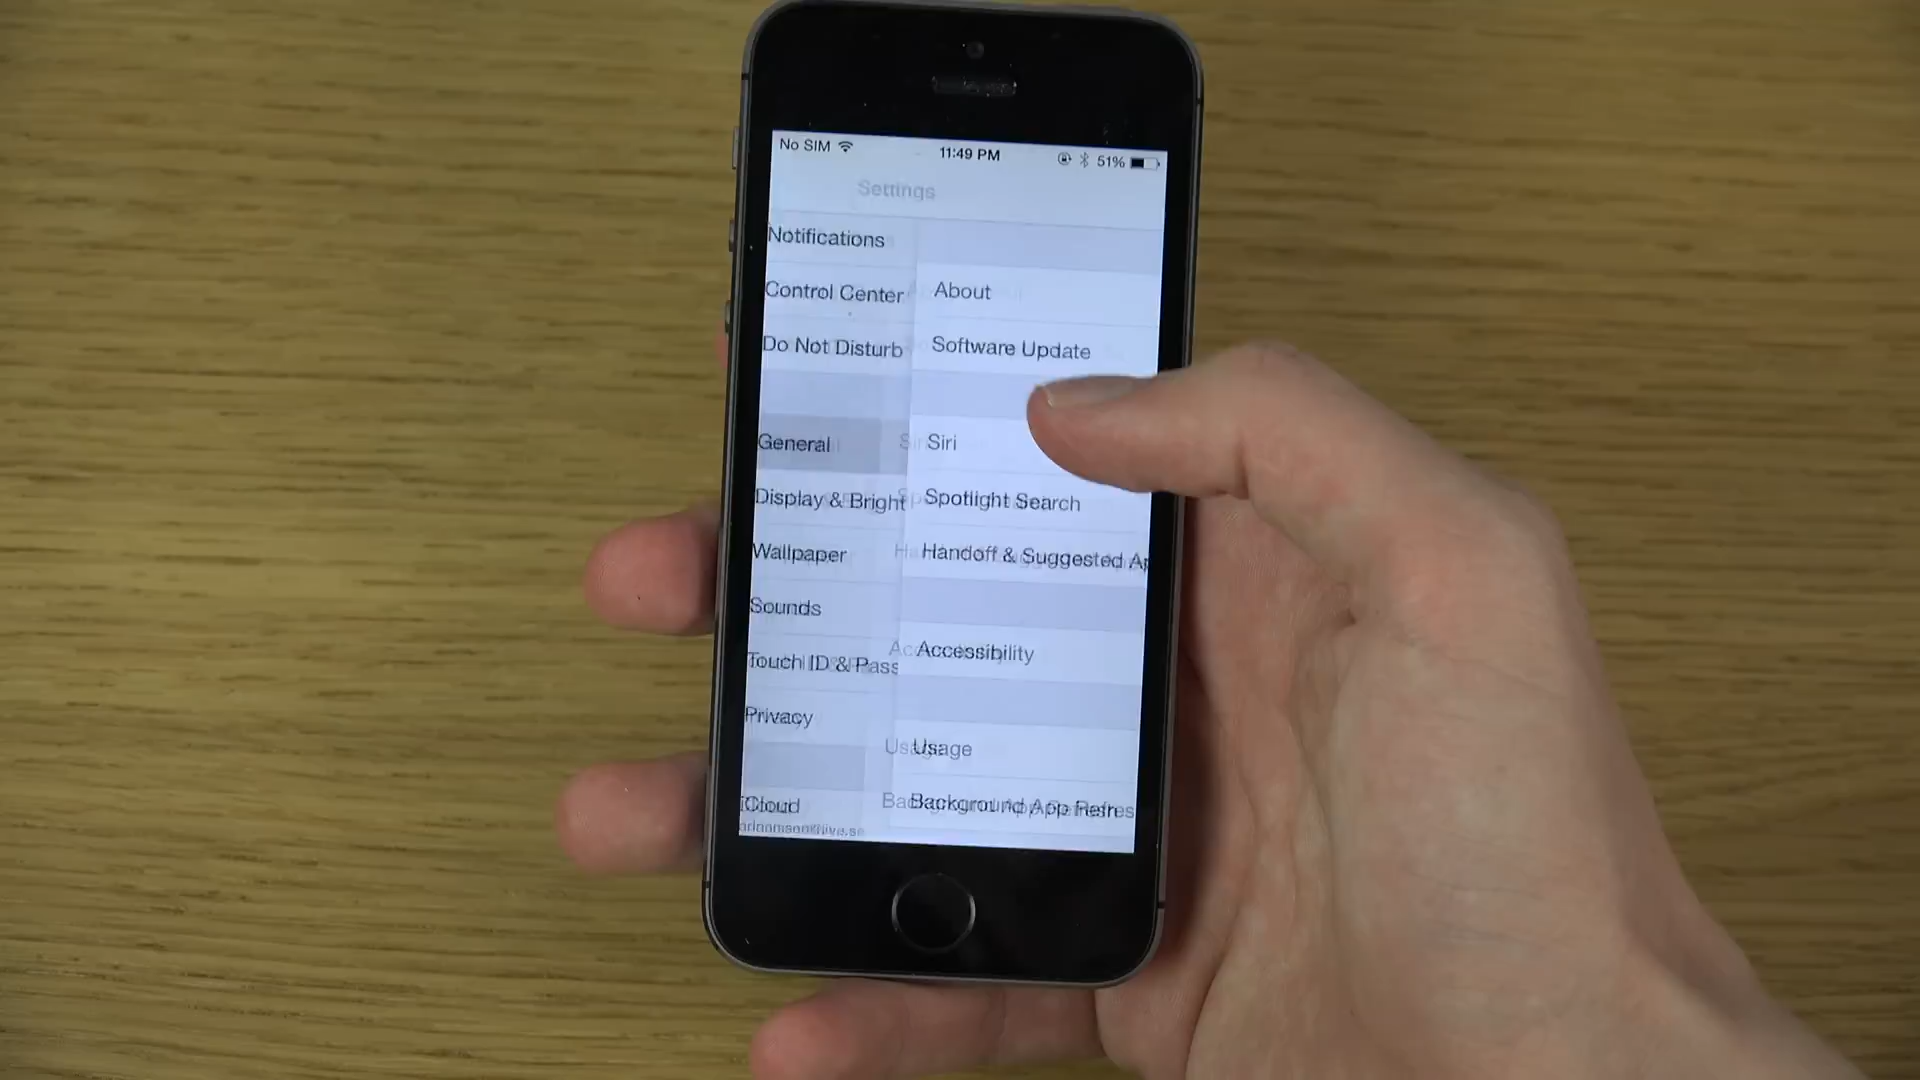 No SIM 11:49 PM 51%
Settings
Notifications
Control Center
Do Not Disturb
General
Display & Bright
Wallpaper
Sounds
Touch ID & Pass
Privacy
iCloud
About
Software Update
Siri
Spotlight Search
Handoff & Suggested Ap
Accessibility
Usage
Background App Refres